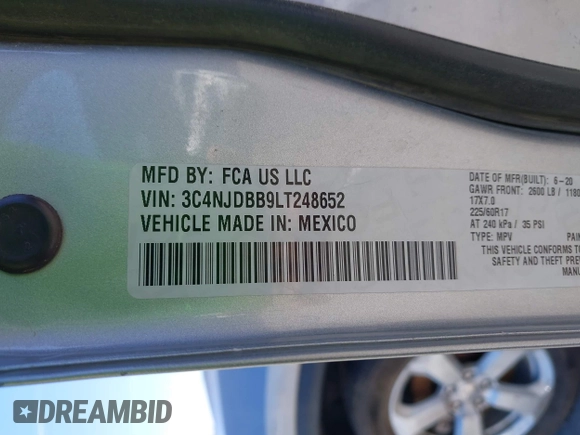 MFD BY: FCA US LLC
VIN: 3C4NJDBB9LT248652
VEHICLE MADE IN: MEXICO
DATE OF MFR(BUILT): 6-20
GAWR FRONT: 2600 LB / 1180
17X7.0
225/60R17
AT 240 kPa / 35 PSI
TYPE: MPV
THIS VEHICLE CONFORMS
SAFETY AND THEFT
DREAMBID